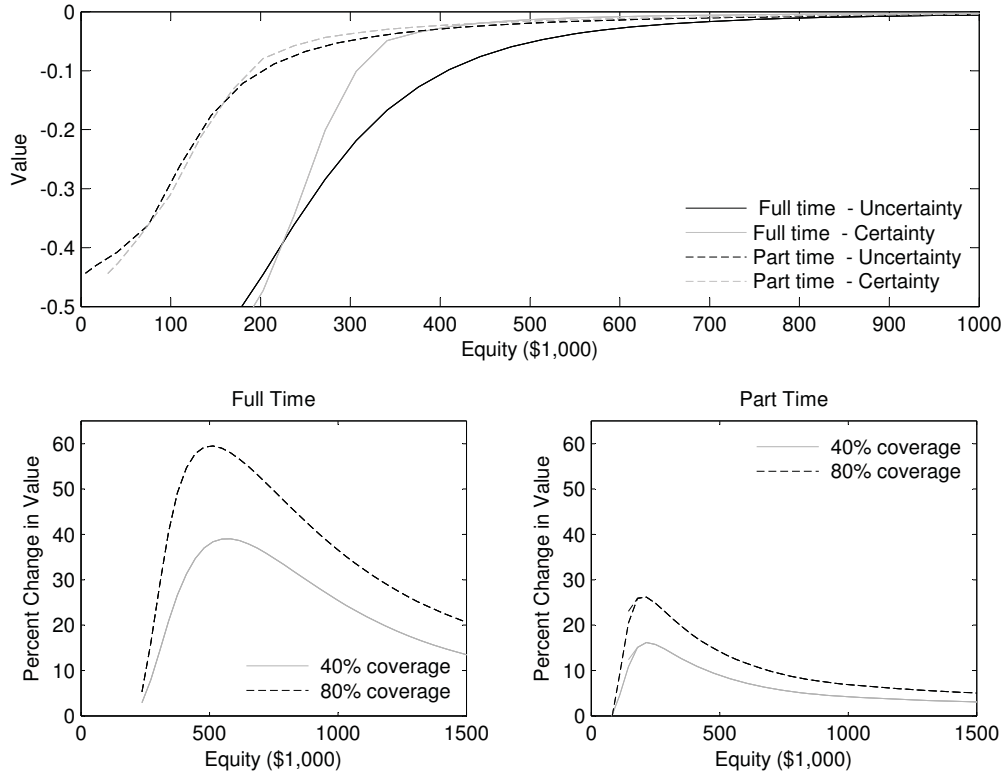 0
-0.1
-0.2
-0.3
-0.4
-0.5
Value
0 100 200 300 400 500 600 700 800 900 1000
Equity ($1,000)
Full time - Uncertainty
Full time - Certainty
Part time - Uncertainty
Part time - Certainty
Full Time
60
50
40
30
20
10
0
Percent Change in Value
0 500 1000 1500
Equity ($1,000)
40% coverage
80% coverage
Part Time
60
50
40
30
20
10
0
Percent Change in Value
0 500 1000 1500
Equity ($1,000)
40% coverage
80% coverage